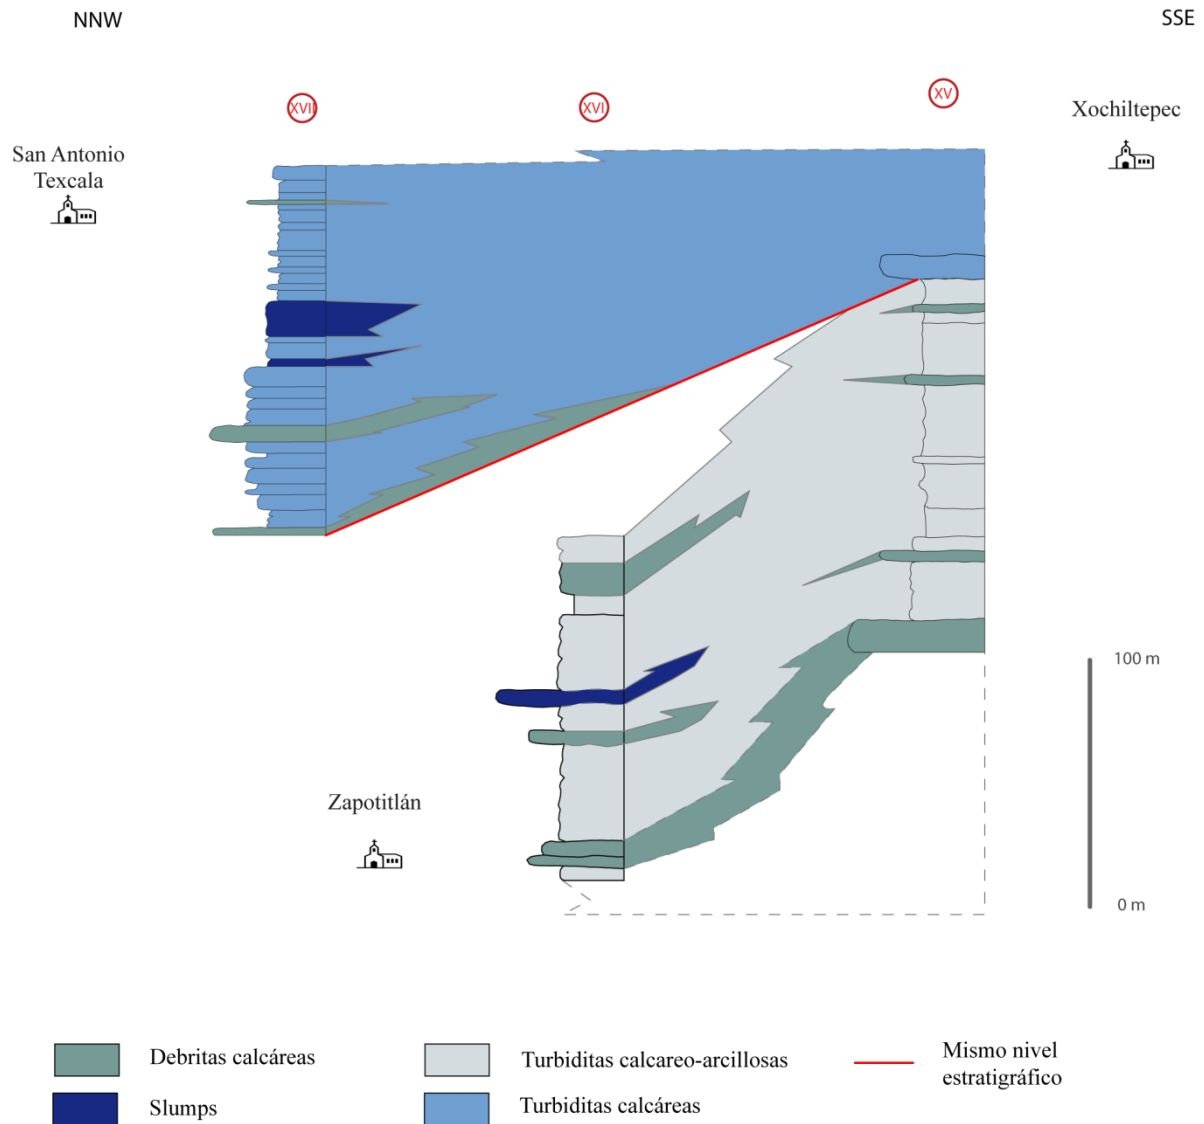 NNW
SSE
XVII
XVI
XV
Xochiltepec
San Antonio
Texcala
Zapotitlán
100 m
0 m
Debritas calcáreas
Slumps
Turbiditas calcareo-arcillosas
Turbiditas calcáreas
Mismo nivel
estratigráfico